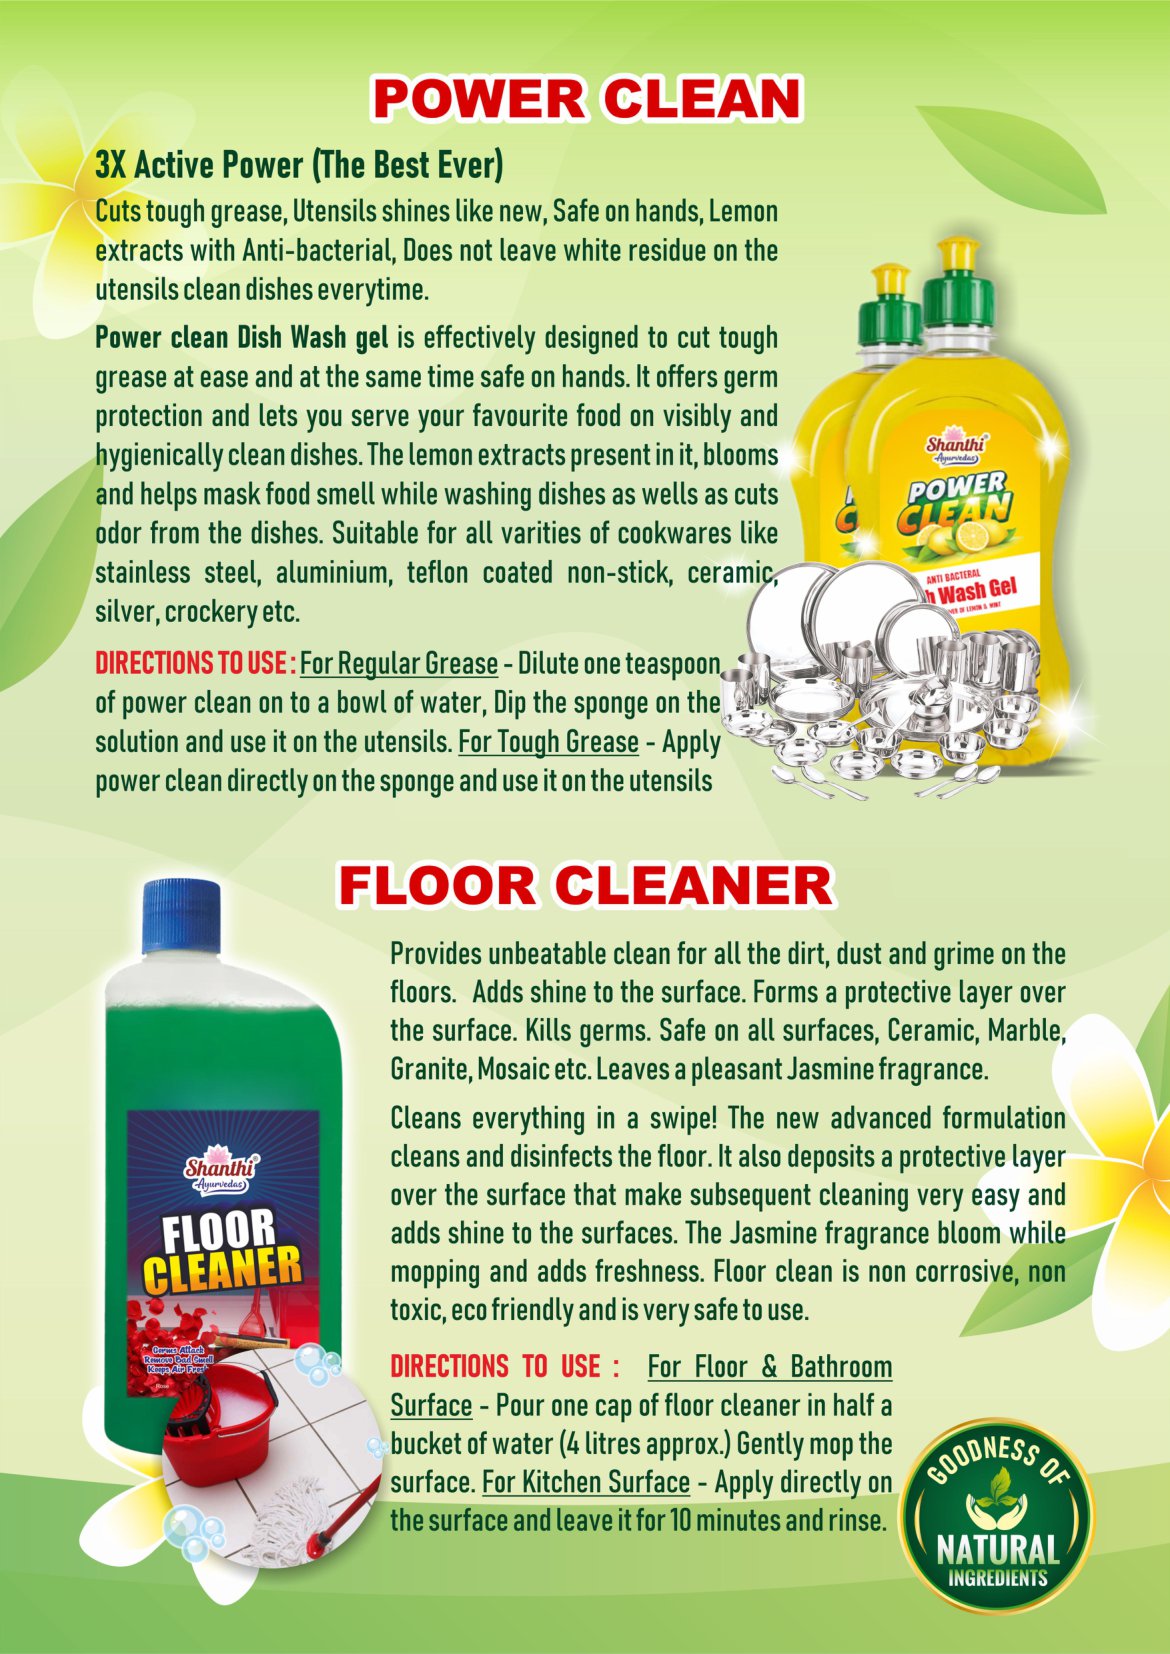 POWER CLEAN
3X Active Power (The Best Ever)
Cuts tough grease, Utensils shines like new, Safe on hands, Lemon
extracts with Anti-bacterial, Does not leave white residue on the
utensils clean dishes everytime.
Power clean Dish Wash gel is effectively designed to cut tough
grease at ease and at the same time safe on hands. It offers germ
protection and lets you serve your favourite food on visibly and
hygienically clean dishes. The lemon extracts present in it, blooms
and helps mask food smell while washing dishes as wells as cuts
odor from the dishes. Suitable for all varities of cookwares like
stainless steel, aluminium, teflon coated non-stick, ceramic,
silver, crockery etc.
DIRECTIONS TO USE : For Regular Grease - Dilute one teaspoon
of power clean on to a bowl of water, Dip the sponge on the
solution and use it on the utensils. For Tough Grease - Apply
power clean directly on the sponge and use it on the utensils
Shanthi®
Ayurvedas
POWER
CLEAN
ANTI BACTERAL
h Wash Gel
OF LEMON & MINT
FLOOR CLEANER
Provides unbeatable clean for all the dirt, dust and grime on the
floors. Adds shine to the surface. Forms a protective layer over
the surface. Kills germs. Safe on all surfaces, Ceramic, Marble,
Granite, Mosaic etc. Leaves a pleasant Jasmine fragrance.
Cleans everything in a swipe! The new advanced formulation
cleans and disinfects the floor. It also deposits a protective layer
over the surface that make subsequent cleaning very easy and
adds shine to the surfaces. The Jasmine fragrance bloom while
mopping and adds freshness. Floor clean is non corrosive, non
toxic, eco friendly and is very safe to use.
DIRECTIONS TO USE : For Floor & Bathroom
Surface - Pour one cap of floor cleaner in half a
bucket of water (4 litres approx.) Gently mop the
surface. For Kitchen Surface - Apply directly on
the surface and leave it for 10 minutes and rinse.
Shanthi®
Ayurvedas
FLOOR
CLEANER
Germs Attack
Remove Bad Smell
Keeps Air Fres
Rose
GOODNESS OF
NATURAL
INGREDIENTS